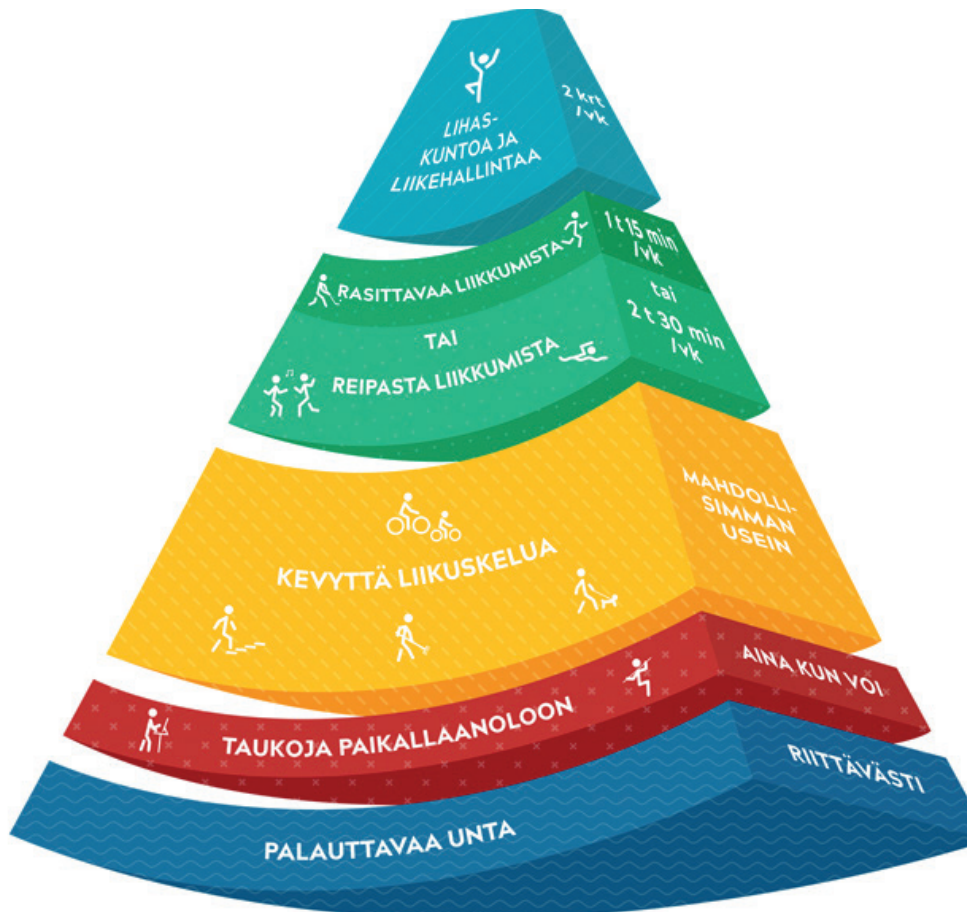 LIHAS-
KUNTOA JA
LIIKEHALLINTAA
2 krt
/vk
RASITTAVAA LIIKKUMISTA
1 t 15 min
/vk
TAI
tai
REIPASTA LIIKKUMISTA
2 t 30 min
/vk
KEVYTTÄ LIIKUSKELUA
MAHDOLLI-
SIMMAN
USEIN
TAUKOJA PAIKALLAANOLOON
AINA KUN VOI
PALAUTTAVAA UNTA
RIITTÄVÄSTI